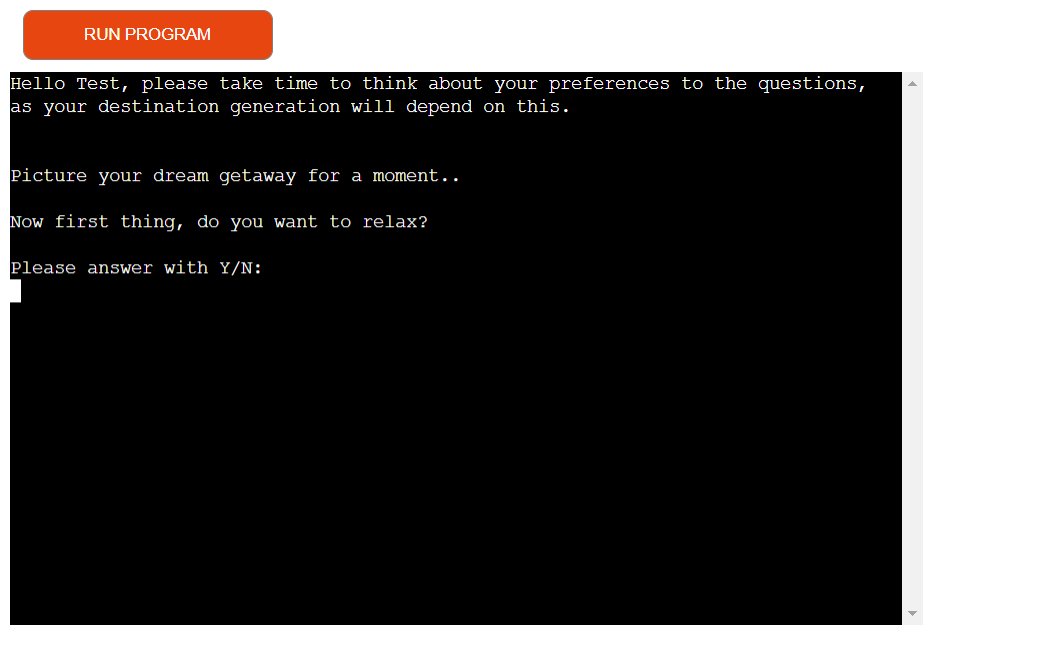 RUN PROGRAM
Hello Test, please take time to think about your preferences to the questions,
as your destination generation will depend on this.
Picture your dream getaway for a moment..
Now first thing, do you want to relax?
Please answer with Y/N: